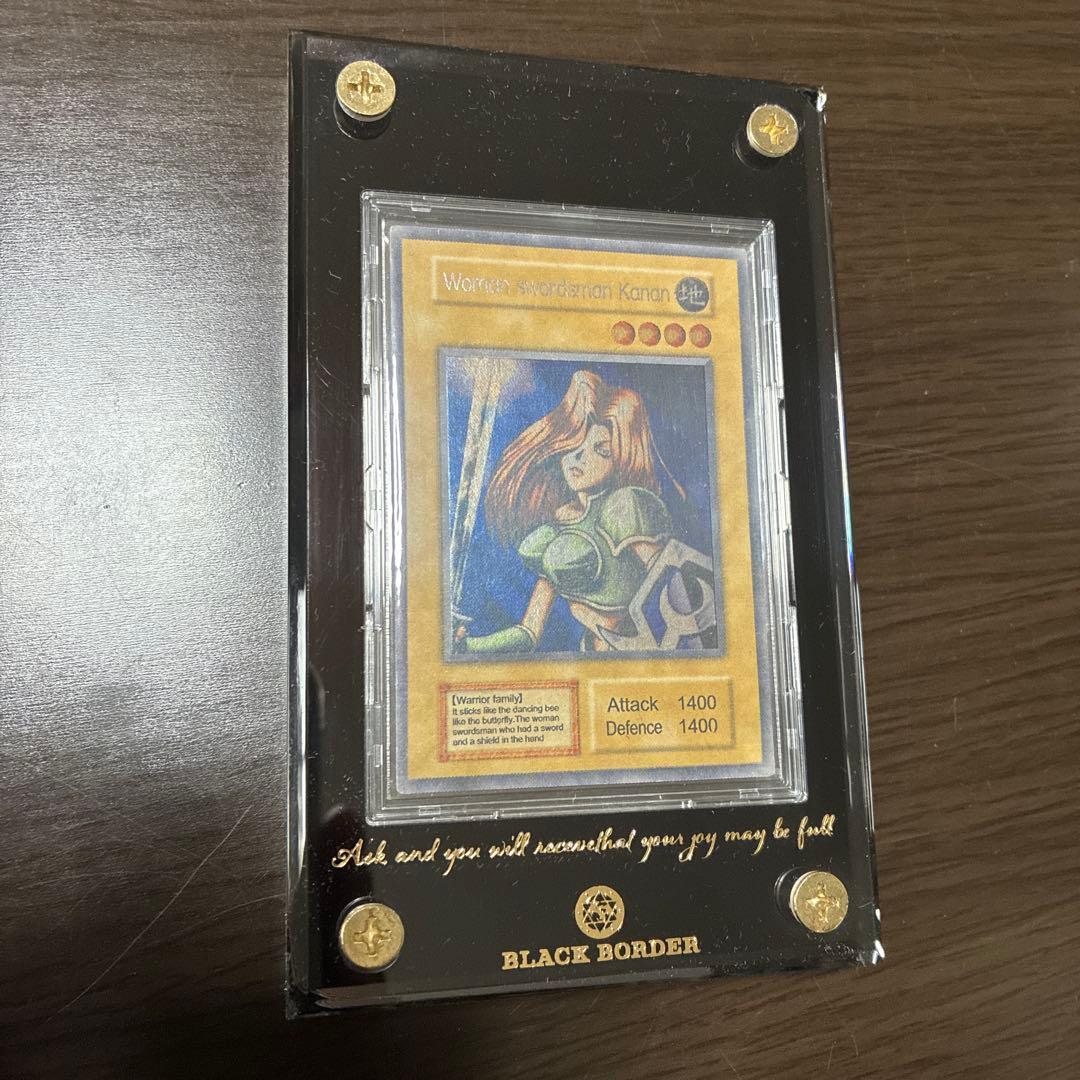 Woman swordsman Kanan 地
【Warrior family】
It sticks like the dancing bee
like the butterfly.The woman
swordsman who had a sword
and a shield in the hand
Attack 1400
Defence 1400
Ask and you will recevethat your joy may be full
BLACK BORDER